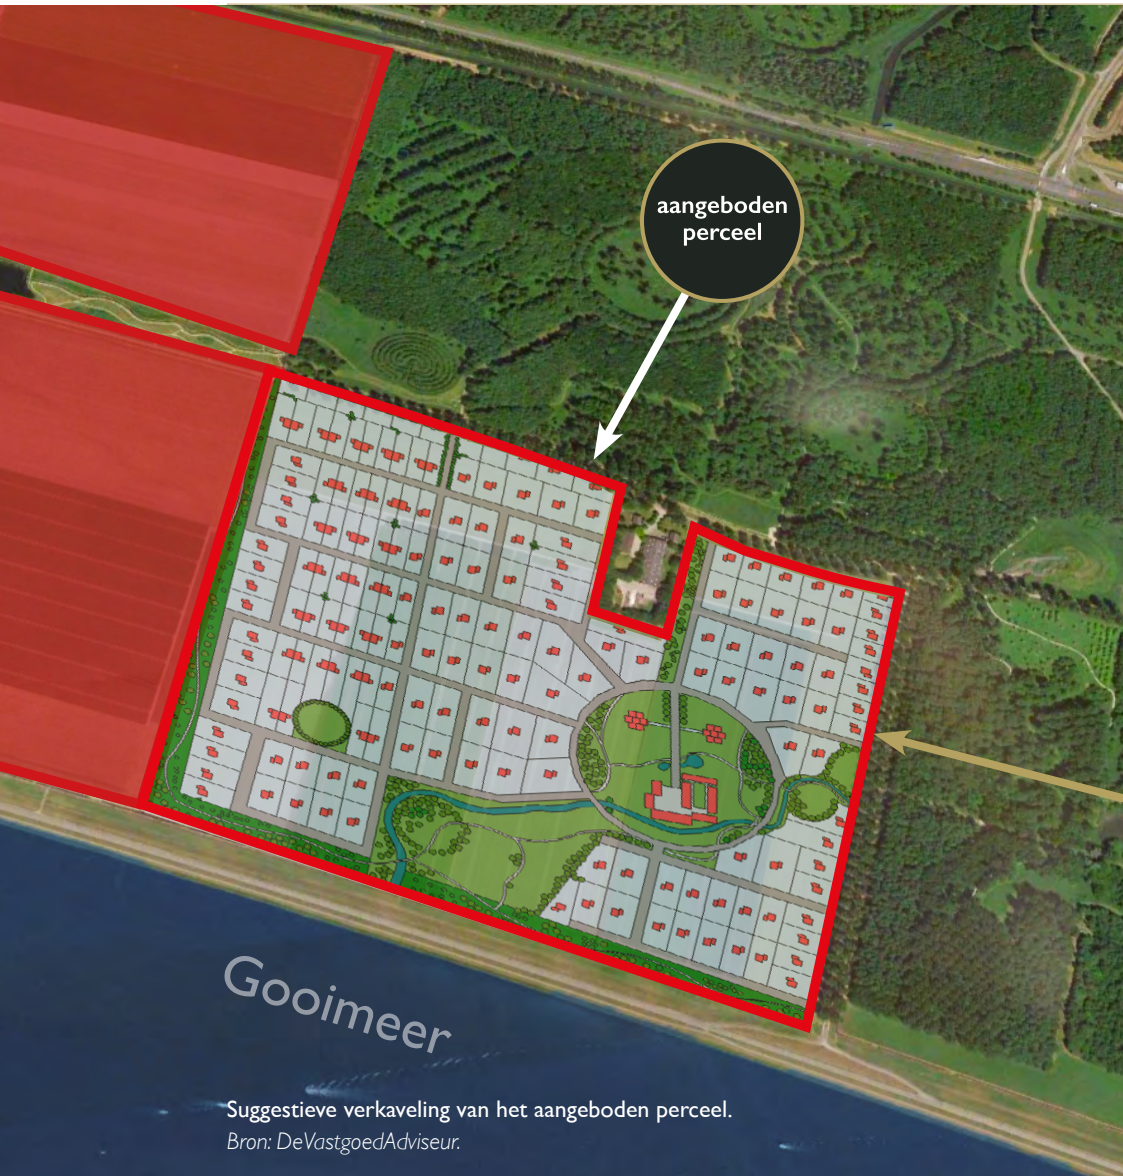 aangeboden
perceel
Gooimeer
Suggestieve verkaveling van het aangeboden perceel.
Bron: DeVastgoedAdviseur.